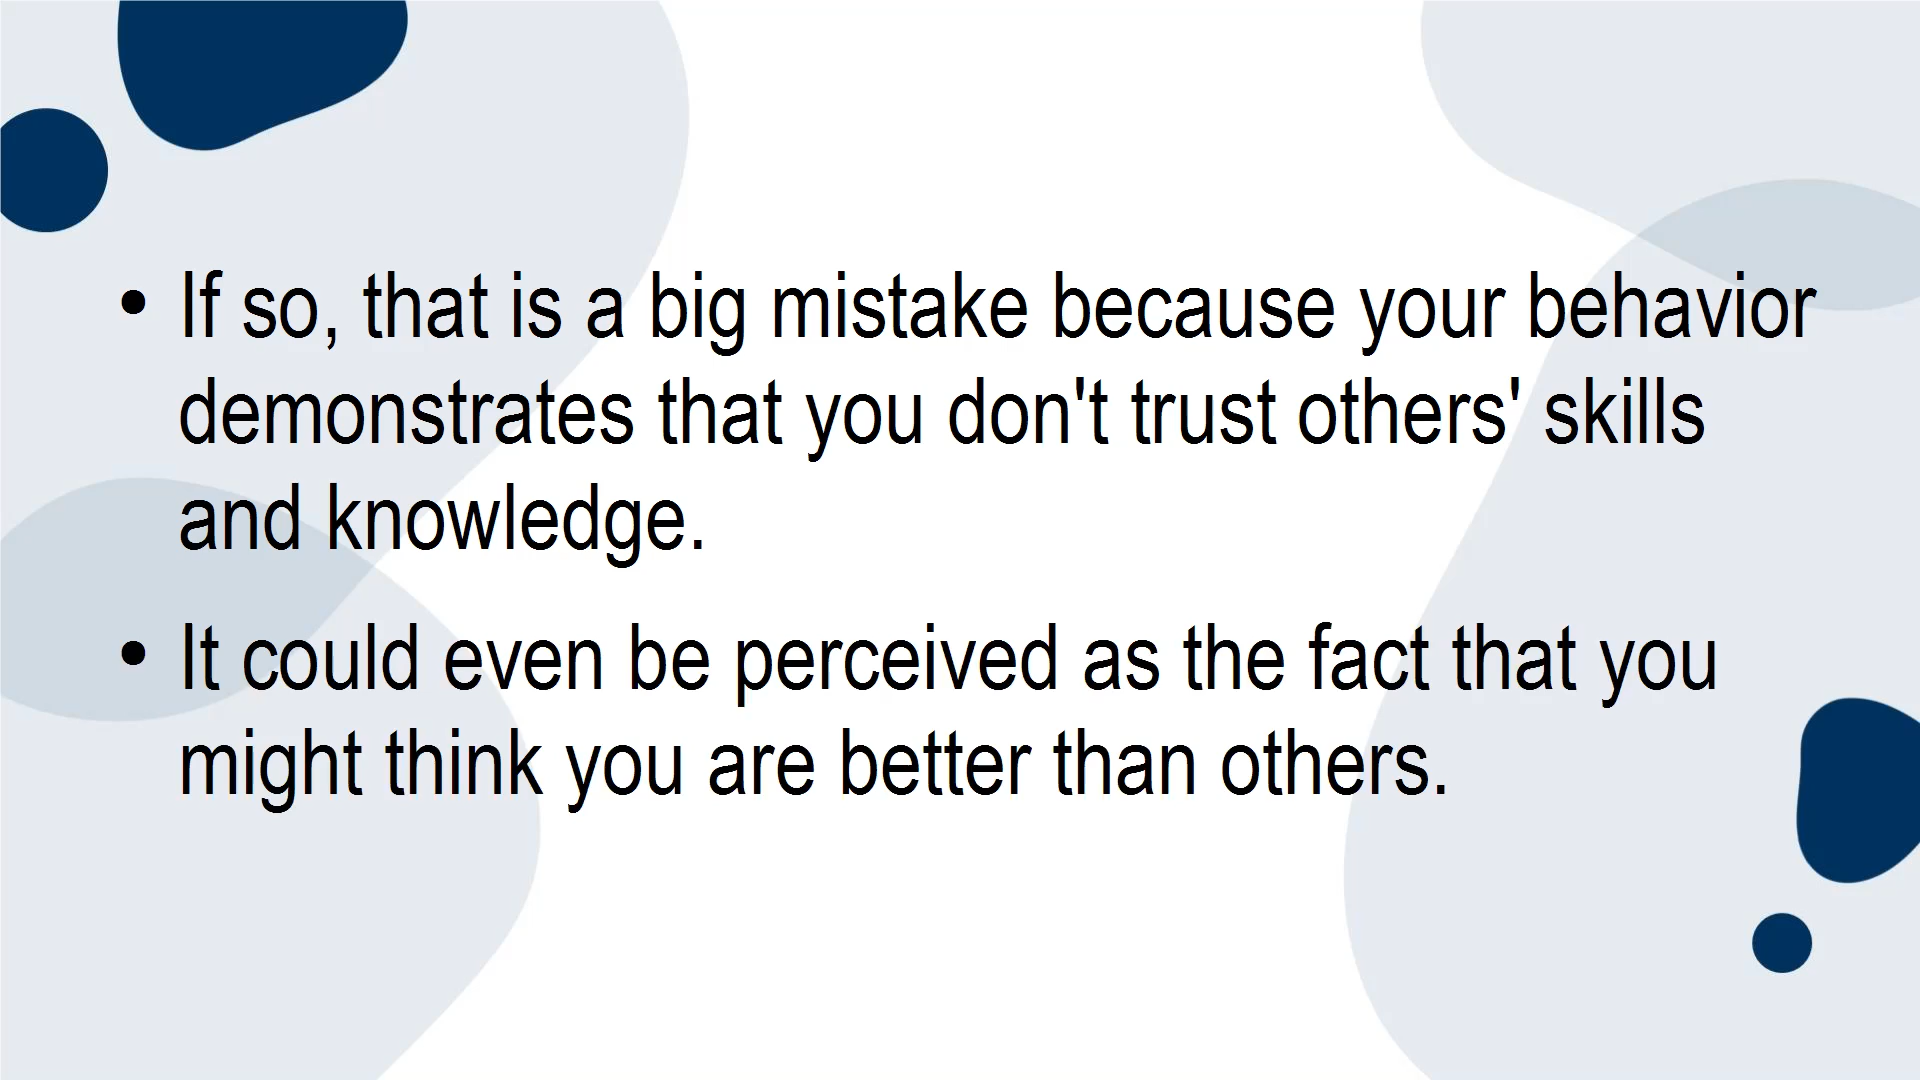 • If so, that is a big mistake because your behavior
demonstrates that you don't trust others' skills
and knowledge.
• It could even be perceived as the fact that you
might think you are better than others.